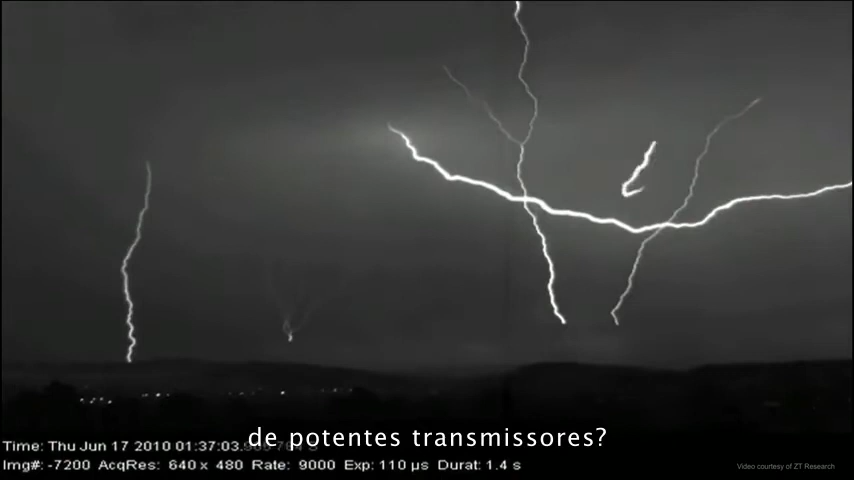 de potentes transmissores?
Time: Thu Jun 17 2010 01:37:03.
Img#: -7200 AcqRes: 640 x 480 Rate: 9000 Exp: 110 µs Durat: 1.4 s
Video courtesy of ZT Research